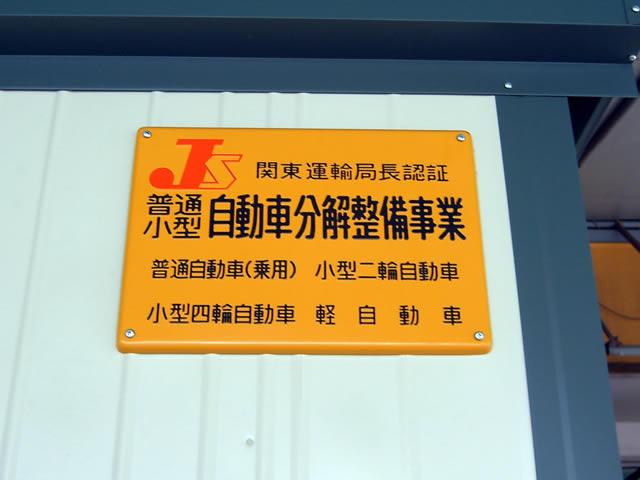 JS 関東運輸局長認証
普通
小型 自動車分解整備事業
普通自動車(乗用) 小型二輪自動車
小型四輪自動車 軽自動車